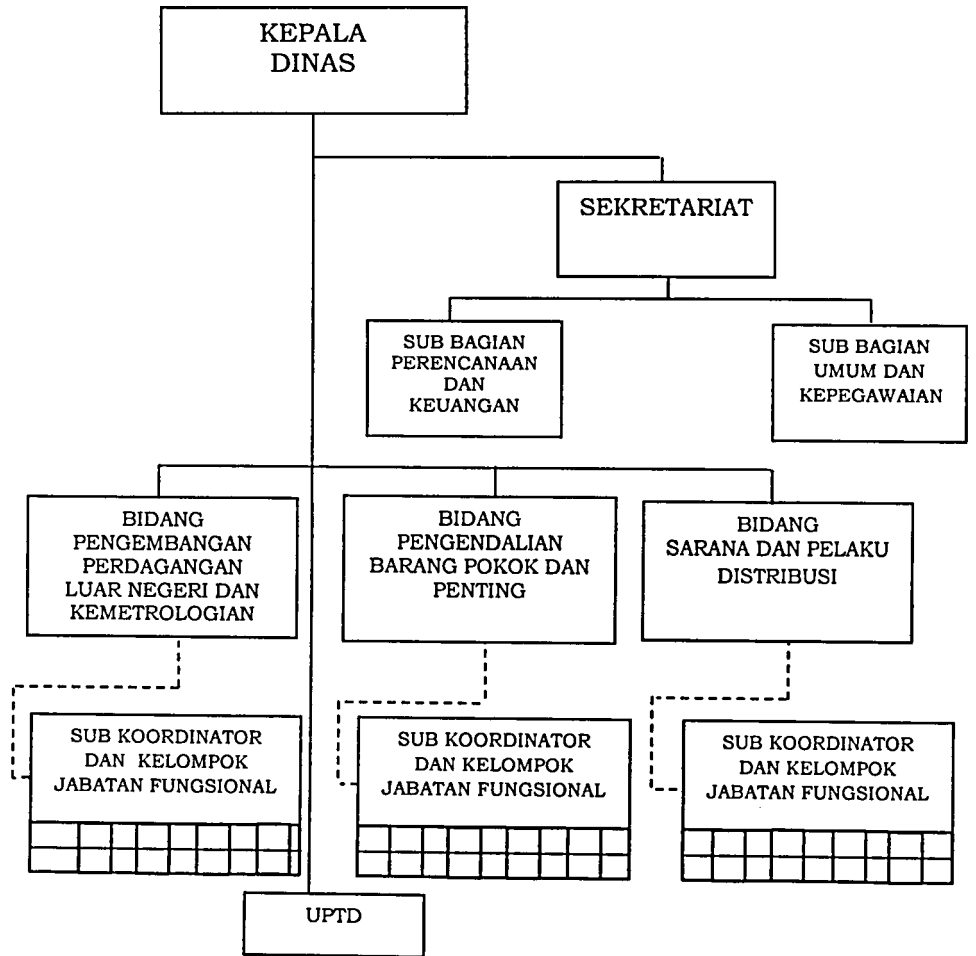 KEPALA
DINAS
SEKRETARIAT
SUB BAGIAN
PERENCANAAN
DAN
KEUANGAN
SUB BAGIAN
UMUM DAN
KEPEGAWAIAN
BIDANG
PENGEMBANGAN
PERDAGANGAN
LUAR NEGERI DAN
KEMETROLOGIAN
BIDANG
PENGENDALIAN
BARANG POKOK DAN
PENTING
BIDANG
SARANA DAN PELAKU
DISTRIBUSI
SUB KOORDINATOR
DAN KELOMPOK
JABATAN FUNGSIONAL
SUB KOORDINATOR
DAN KELOMPOK
JABATAN FUNGSIONAL
SUB KOORDINATOR
DAN KELOMPOK
JABATAN FUNGSIONAL
UPTD